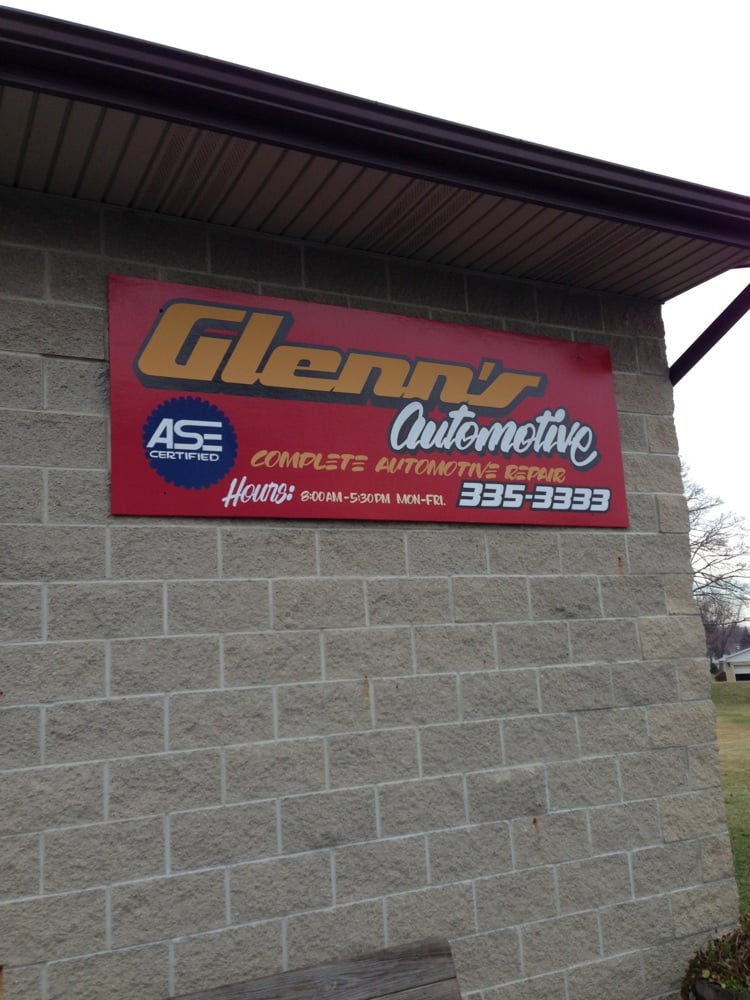 Glenn's
Automotive
ASE
CERTIFIED
COMPLETE AUTOMOTIVE REPAIR
Hours: 8:00AM-5:30PM MON-FRI. 335-3333